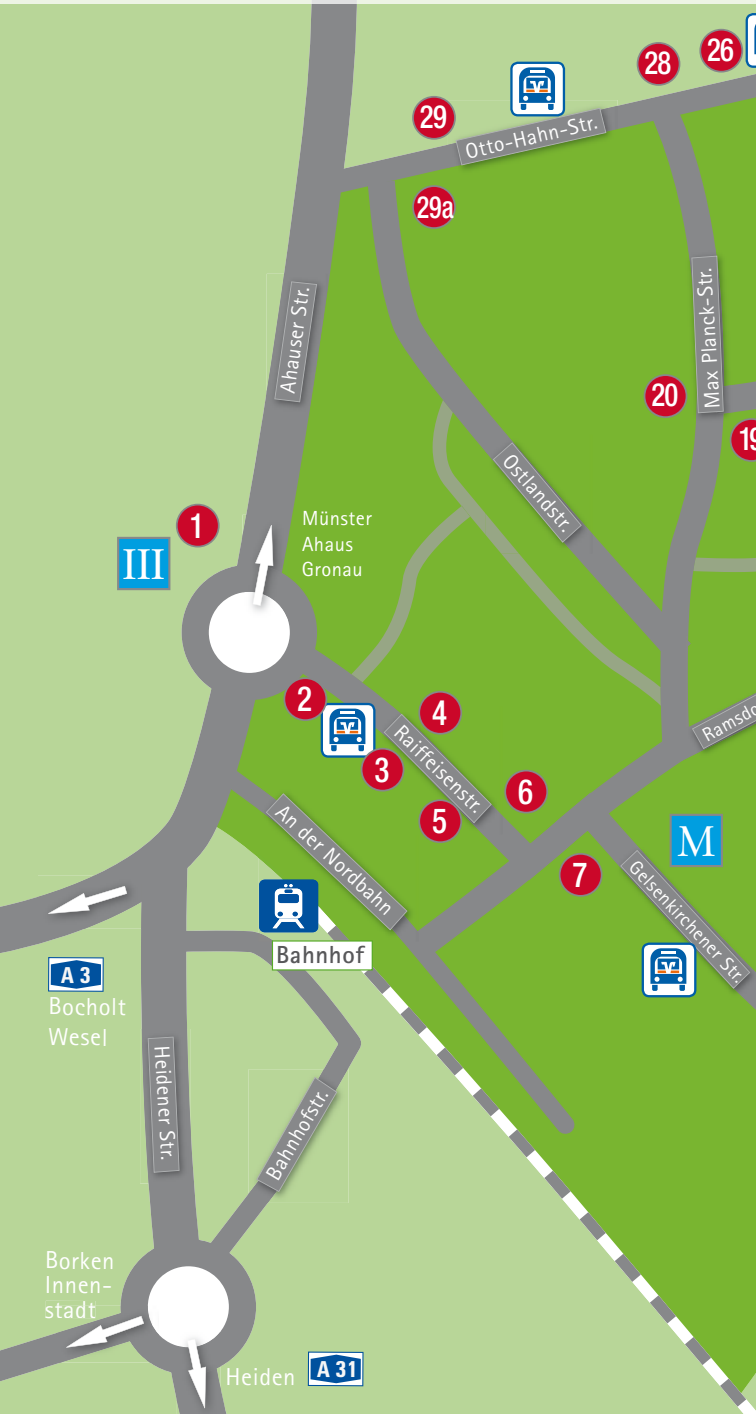 26
28
29
Otto-Hahn-Str.
29a
Ahauser Str.
Max Planck-Str.
20
19
Ostlandstr.
1
III
Münster
Ahaus
Gronau
2
4
Raiffeisenstr.
3
5
6
Ramsdo
M
7
Gelsenkirchener Str.
An der Nordbahn
Bahnhof
A 3
Bocholt
Wesel
Heidener Str.
Bahnhofstr.
Borken
Innen-
stadt
Heiden
A 31